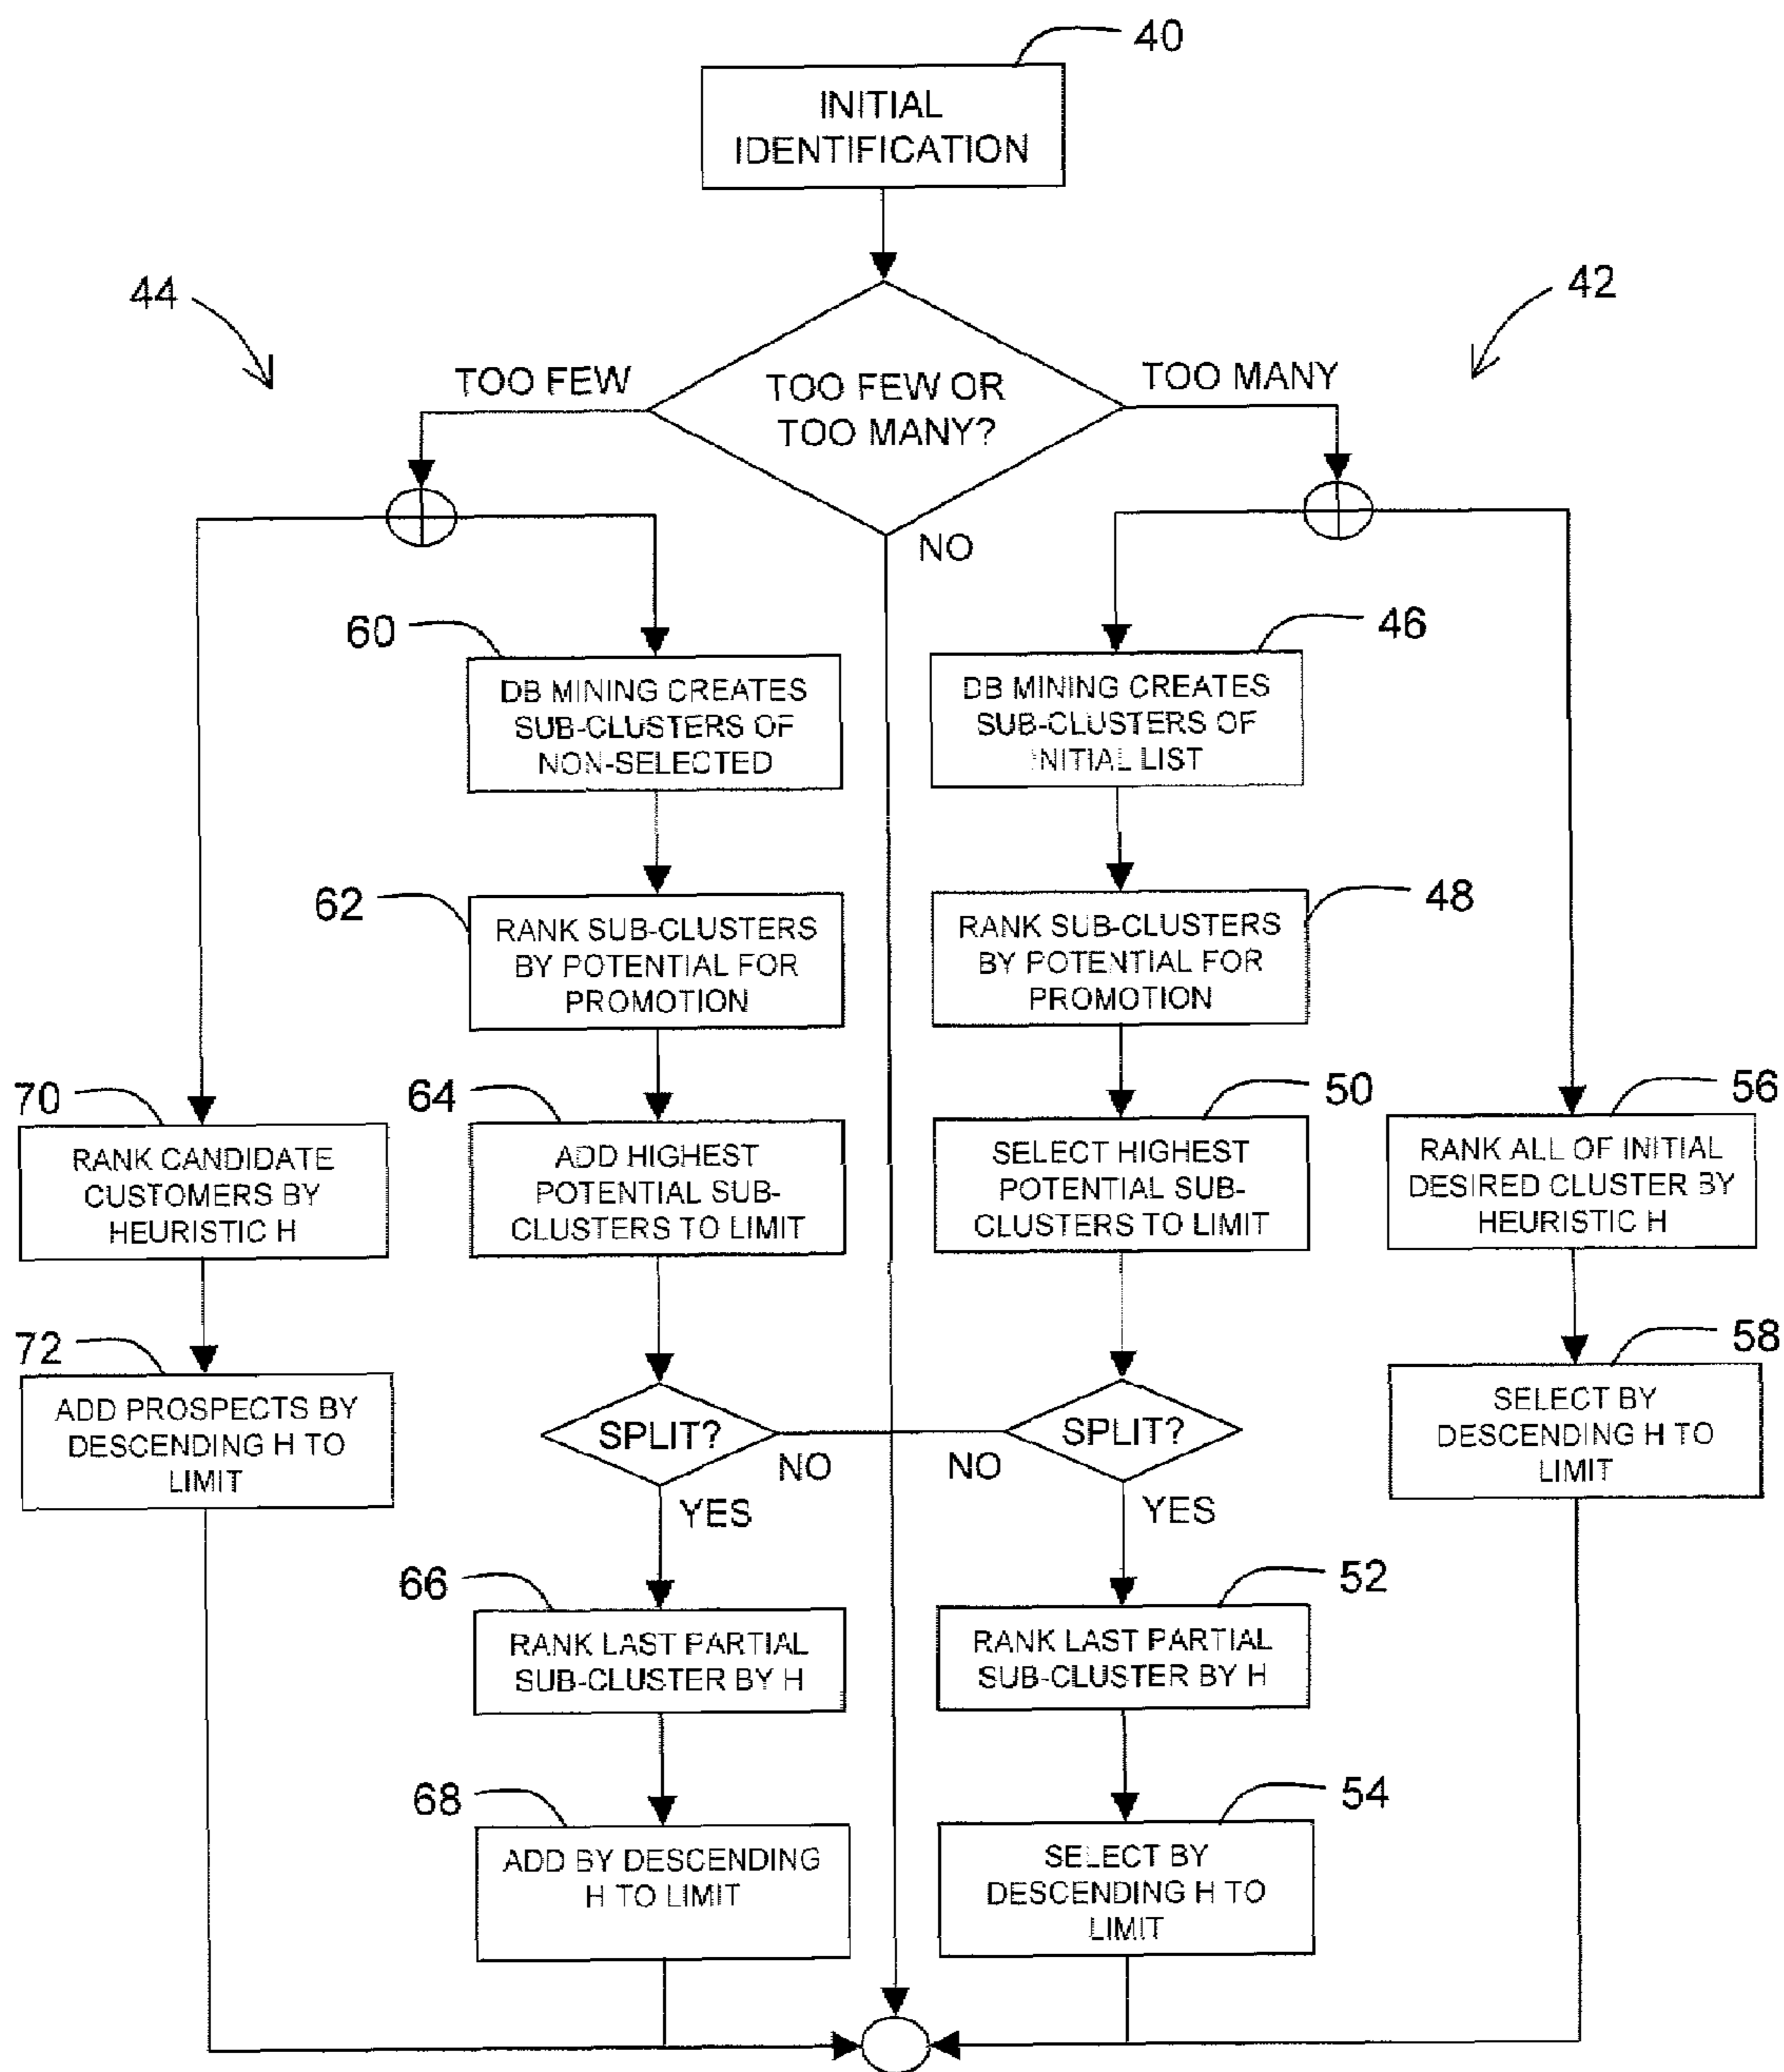 40
INITIAL
IDENTIFICATION
44
42
TOO FEW
TOO FEW OR
TOO MANY?
TOO MANY
NO
60
DB MINING CREATES
SUB-CLUSTERS OF
NON-SELECTED
46
DB MINING CREATES
SUB-CLUSTERS OF
INITIAL LIST
62
RANK SUB-CLUSTERS
BY POTENTIAL FOR
PROMOTION
48
RANK SUB-CLUSTERS
BY POTENTIAL FOR
PROMOTION
70
RANK CANDIDATE
CUSTOMERS BY
HEURISTIC H
64
ADD HIGHEST
POTENTIAL SUB-
CLUSTERS TO LIMIT
50
SELECT HIGHEST
POTENTIAL SUB-
CLUSTERS TO LIMIT
56
RANK ALL OF INITIAL
DESIRED CLUSTER BY
HEURISTIC H
72
ADD PROSPECTS BY
DESCENDING H TO
LIMIT
SPLIT?
NO
YES
SPLIT?
NO
YES
58
SELECT BY
DESCENDING H TO
LIMIT
66
RANK LAST PARTIAL
SUB-CLUSTER BY H
52
RANK LAST PARTIAL
SUB-CLUSTER BY H
68
ADD BY DESCENDING
H TO LIMIT
54
SELECT BY
DESCENDING H TO
LIMIT